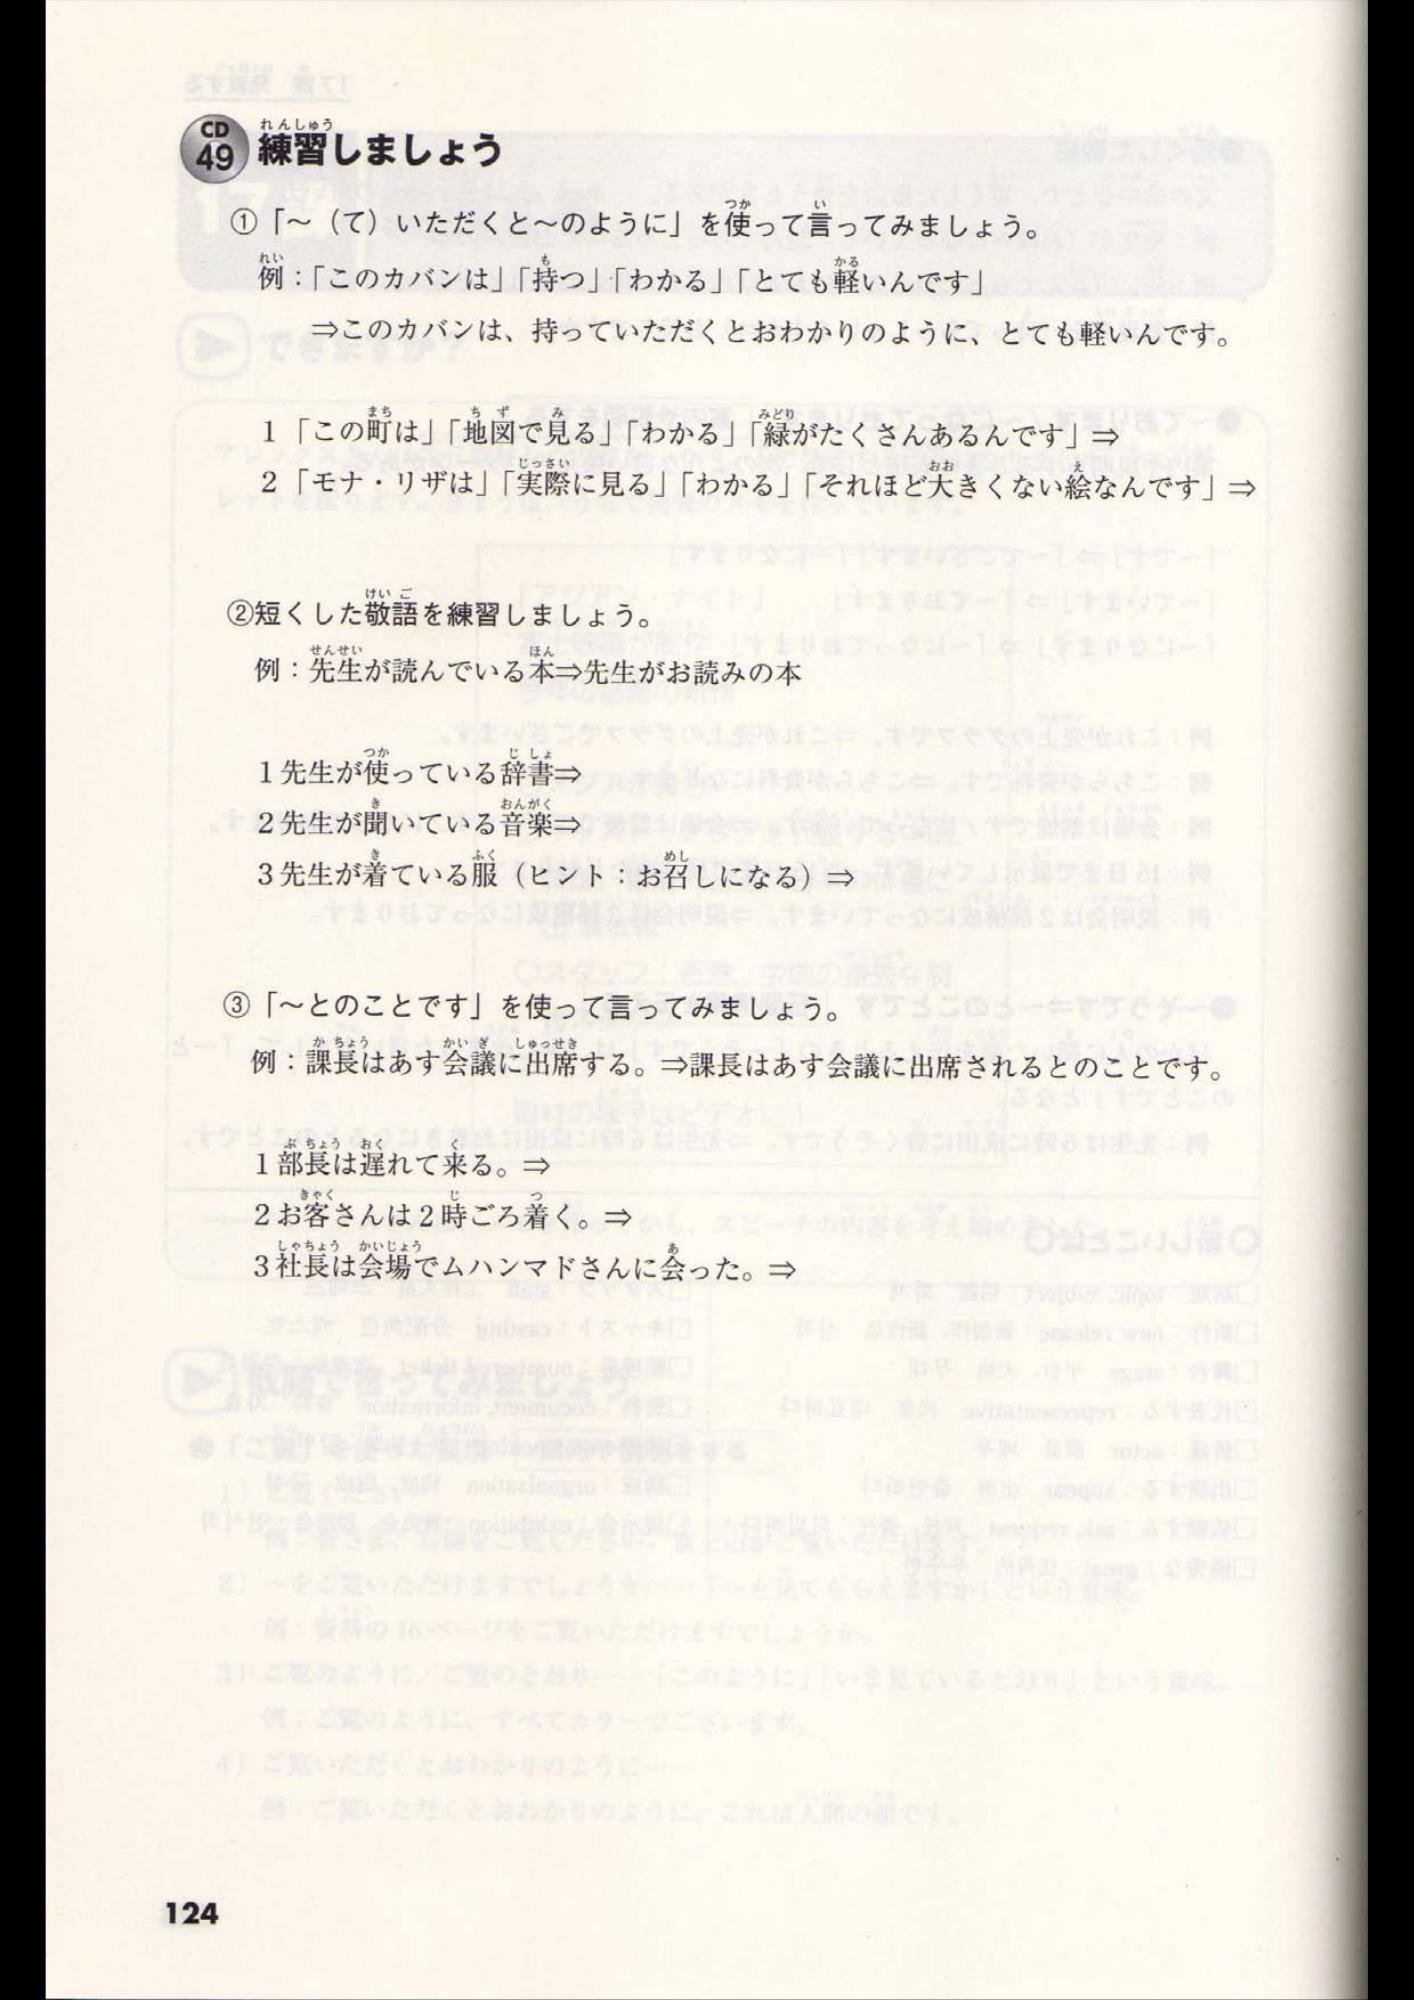 CD 49 練習しましょう
①「〜（て）いただくと〜のように」を使って言ってみましょう。
例：「このカバンは」「持つ」「わかる」「とても軽いんです」
⇒このカバンは、持っていただくとおわかりのように、とても軽いんです。
1「この町は」「地図で見る」「わかる」「緑がたくさんあるんです」⇒
2「モナ・リザは」「実際に見る」「わかる」「それほど大きくない絵なんです」⇒
②短くした敬語を練習しましょう。
例：先生が読んでいる本⇒先生がお読みの本
1先生が使っている辞書⇒
2先生が聞いている音楽⇒
3先生が着ている服（ヒント：お召しになる）⇒
③「〜とのことです」を使って言ってみましょう。
例：課長はあす会議に出席する。⇒課長はあす会議に出席されるとのことです。
1部長は遅れて来る。⇒
2お客さんは2時ごろ着く。⇒
3社長は会場でムハンマドさんに会った。⇒
124